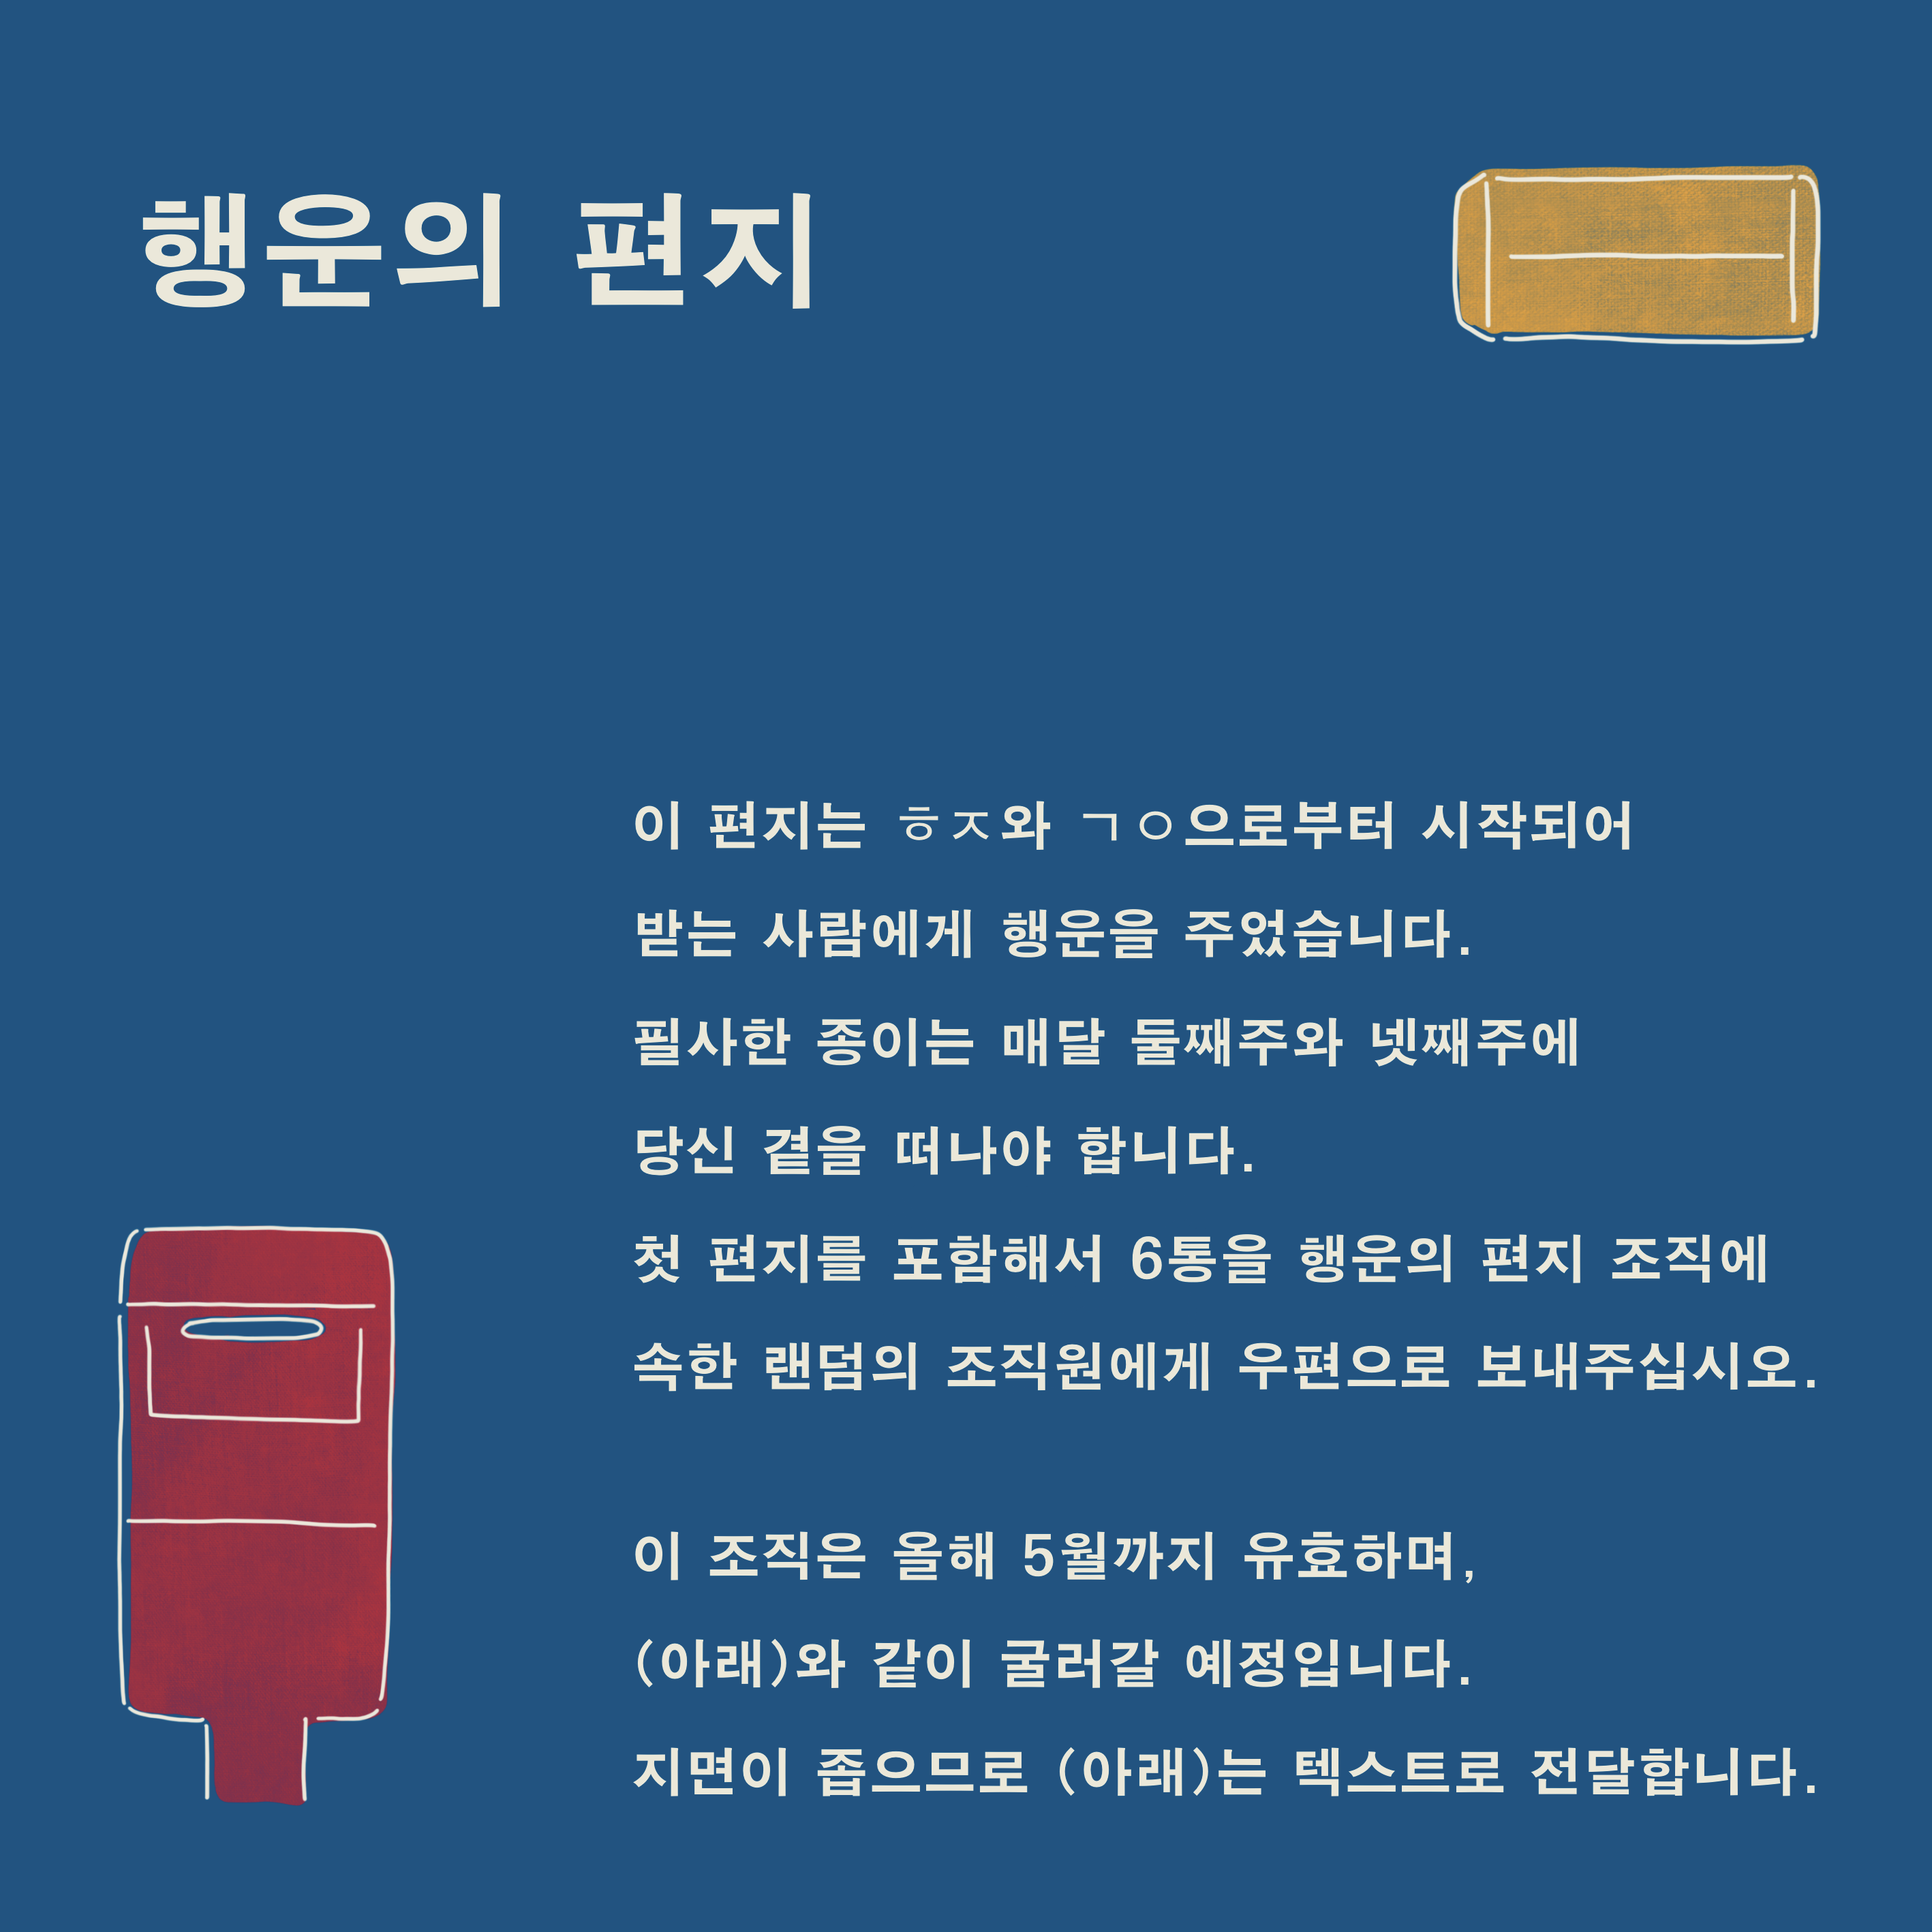 행운의 편지
이 편지는 ㅎㅈ와 ㄱㅇ으로부터 시작되어
받는 사람에게 행운을 주었습니다.
필사한 종이는 매달 둘째주와 넷째주에
당신 곁을 떠나야 합니다.
첫 편지를 포함해서 6통을 행운의 편지 조직에
속한 랜덤의 조직원에게 우편으로 보내주십시오.
이 조직은 올해 5월까지 유효하며,
(아래)와 같이 굴러갈 예정입니다.
지면이 좁으므로 (아래)는 텍스트로 전달합니다.